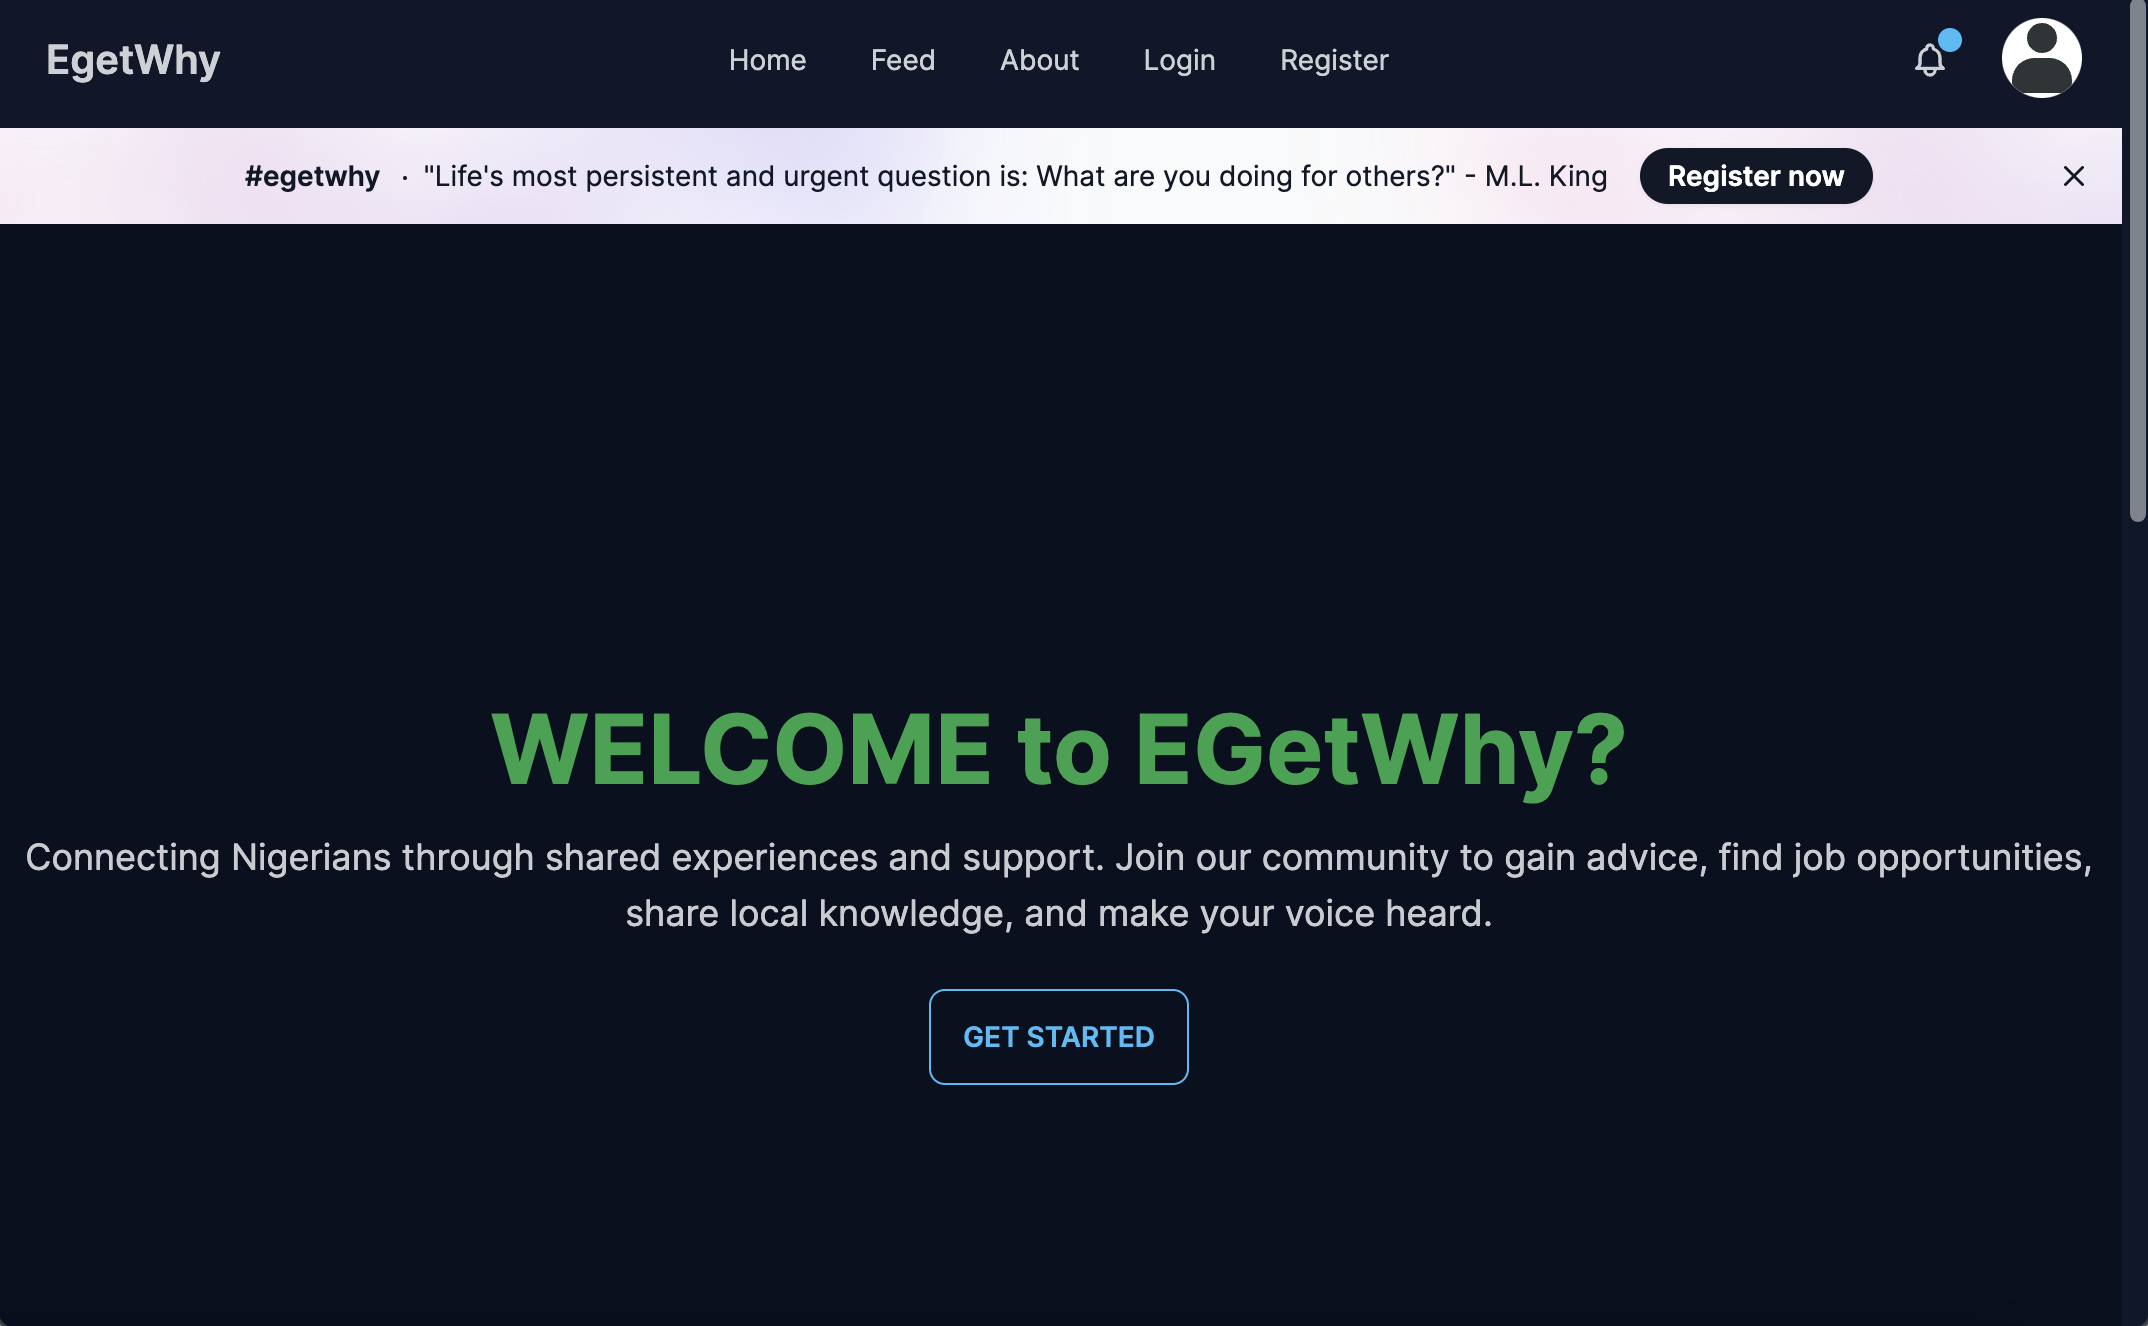 EgetWhy
Home Feed About Login Register
#egetwhy · "Life's most persistent and urgent question is: What are you doing for others?" - M.L. King Register now
WELCOME to EGetWhy?
Connecting Nigerians through shared experiences and support. Join our community to gain advice, find job opportunities,
share local knowledge, and make your voice heard.
GET STARTED